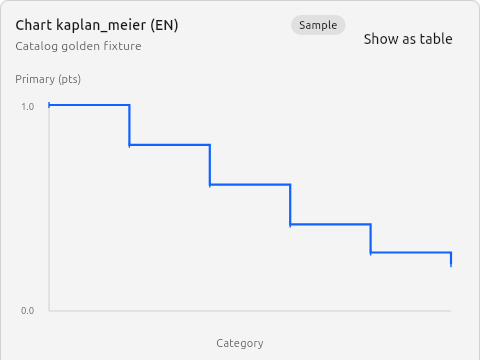 Chart kaplan_meier (EN)
Sample
Show as table
Catalog golden fixture
Primary (pts)
1.0
0.0
Category